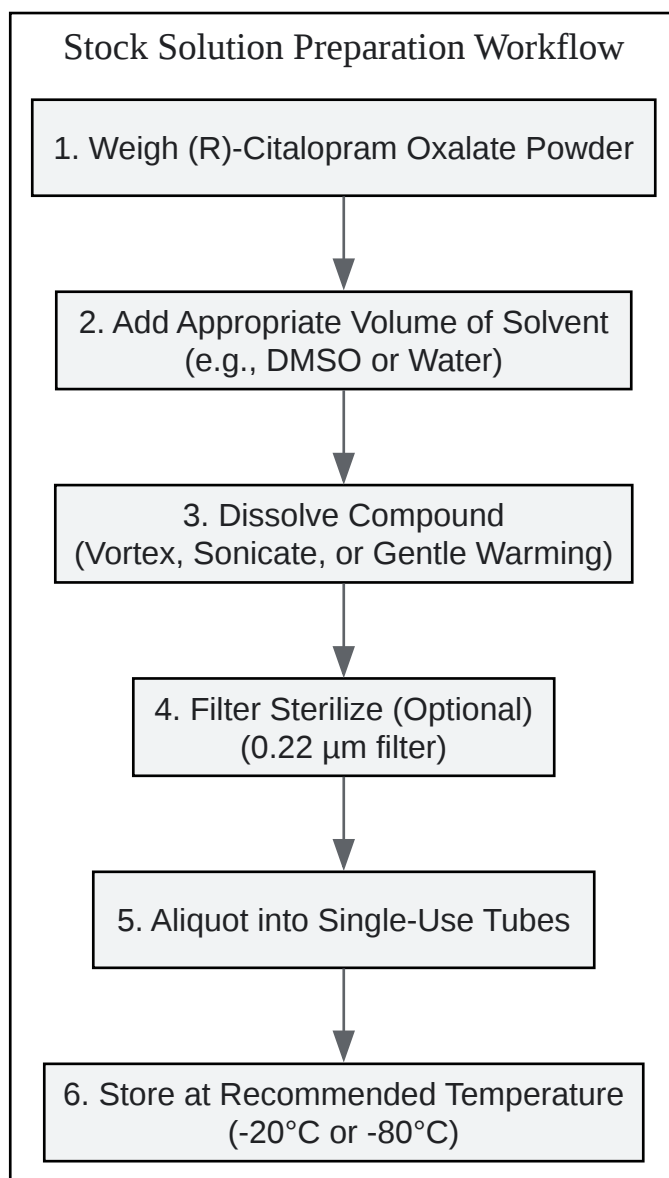 Stock Solution Preparation Workflow
1. Weigh (R)-Citalopram Oxalate Powder
2. Add Appropriate Volume of Solvent
(e.g., DMSO or Water)
3. Dissolve Compound
(Vortex, Sonicate, or Gentle Warming)
4. Filter Sterilize (Optional)
(0.22 µm filter)
5. Aliquot into Single-Use Tubes
6. Store at Recommended Temperature
(-20°C or -80°C)